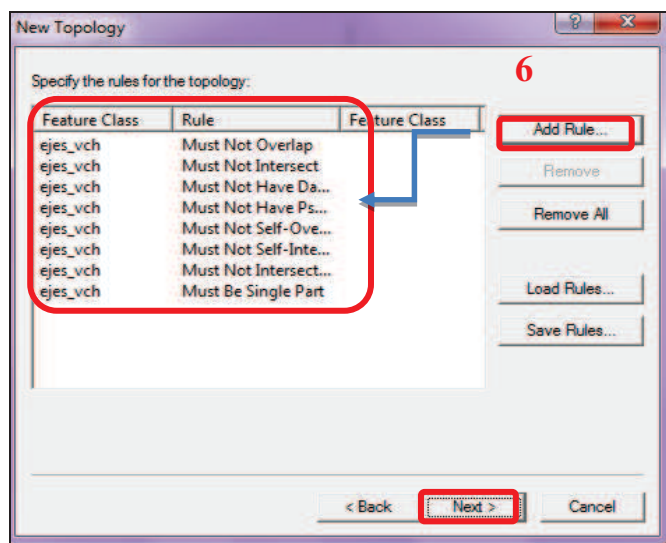 New Topology
6
Specify the rules for the topology:
Feature Class Rule Feature Class
ejes_vch Must Not Overlap
ejes_vch Must Not Intersect
ejes_vch Must Not Have Da...
ejes_vch Must Not Have Ps...
ejes_vch Must Not Self-Ove...
ejes_vch Must Not Self-Inte...
ejes_vch Must Not Intersect...
ejes_vch Must Be Single Part
Add Rule...
Remove
Remove All
Load Rules...
Save Rules...
< Back Next > Cancel